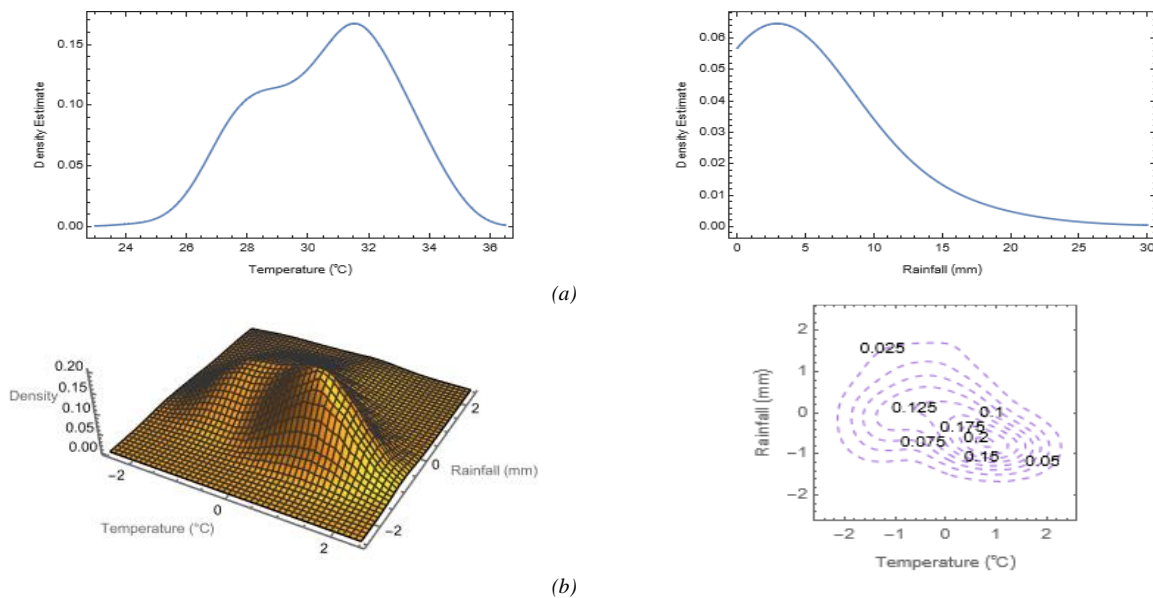 0.15
0.10
0.05
0.00
Density Estimate
24 26 28 30 32 34 36
Temperature (°C)
0.06
0.05
0.04
0.03
0.02
0.01
0.00
Density Estimate
0 5 10 15 20 25 30
Rainfall (mm)
(a)
0.20
0.15
0.10
0.05
0.00
Density
−2
0
2
Temperature (°C)
2
0
−2
Rainfall (mm)
2
1
0
−1
−2
Rainfall (mm)
0.025
0.125
0.1
0.175
0.2
0.075
0.15
0.05
−2 −1 0 1 2
Temperature (°C)
(b)